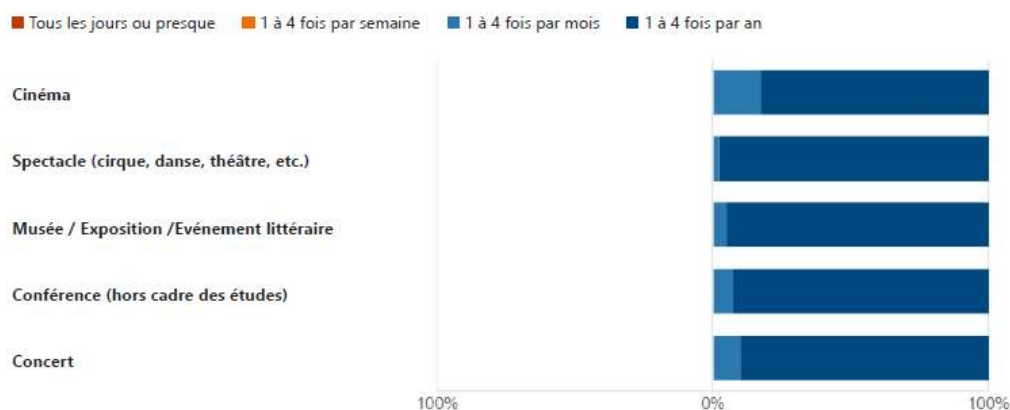 Tous les jours ou presque 1 à 4 fois par semaine 1 à 4 fois par mois 1 à 4 fois par an
Cinéma
Spectacle (cirque, danse, théâtre, etc.)
Musée / Exposition /Evénement littéraire
Conférence (hors cadre des études)
Concert
100% 0% 100%